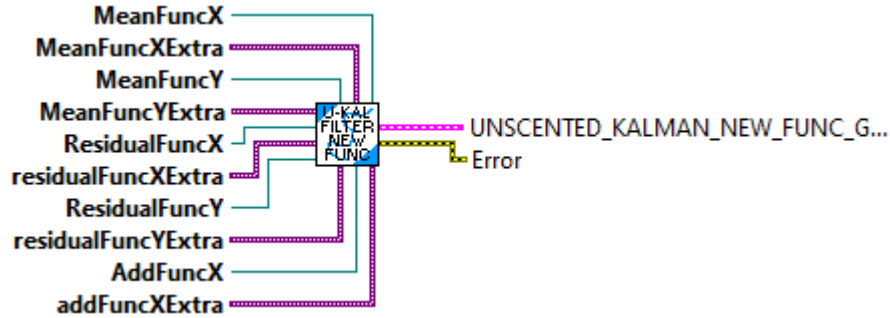 MeanFuncX
MeanFuncXExtra
MeanFuncY
MeanFuncYExtra
ResidualFuncX
residualFuncXExtra
ResidualFuncY
residualFuncYExtra
AddFuncX
addFuncXExtra
U-KAL
FILTER
NEW
FUNC
UNSCENTED_KALMAN_NEW_FUNC_G...
Error